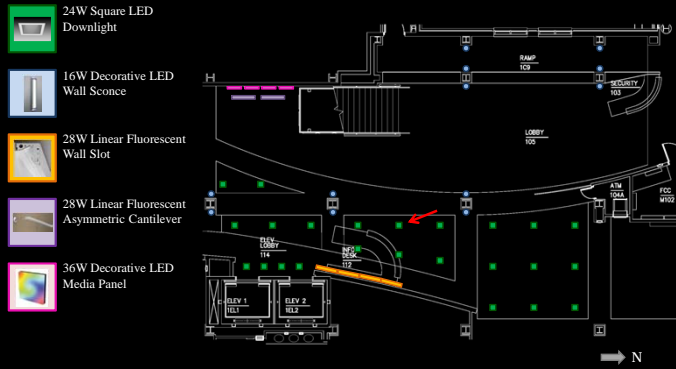 24W Square LED
Downlight
16W Decorative LED
Wall Sconce
28W Linear Fluorescent
Wall Slot
28W Linear Fluorescent
Asymmetric Cantilever
36W Decorative LED
Media Panel
RAMP
1C9
SECURITY
103
LOBBY
105
ATM
104A
FCC
M102
ELEV
LOBBY
114
INFO
DESK
112
ELEV 1
1EL1
ELEV 2
1EL2
N